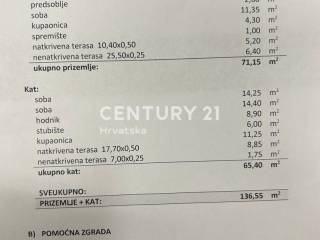 predsoblje
soba 11,35 m²
kupaonica 4,30 m²
spremište 1,00 m²
natkrivena terasa 10,40x0,50 5,20 m²
nenatkrivena terasa 25,50x0,25 6,40 m²
ukupno prizemlje: 71,15 m²
Kat:
soba 14,25 m²
soba 14,40 m²
hodnik 8,90 m²
stubište 6,00 m²
kupaonica 11,25 m²
natkrivena terasa 17,70x0,50 8,85 m²
nenatkrivena terasa 7,00x0,25 1,75 m²
ukupno kat: 65,40 m²
CENTURY 21
Hrvatska
SVEUKUPNO:
PRIZEMLJE + KAT: 136,55 m²
B) POMOĆNA ZGRADA